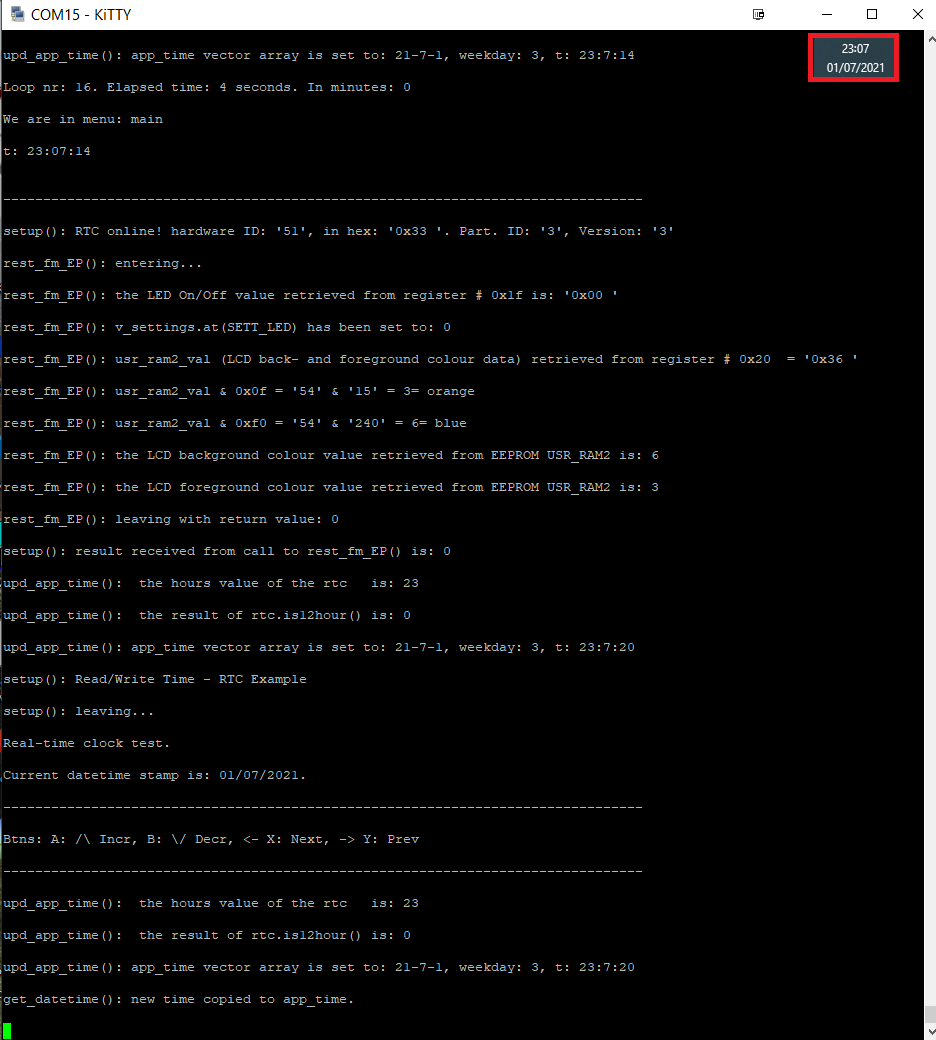 COM15 - KiTTY
23:07
01/07/2021
upd_app_time(): app_time vector array is set to: 21-7-1, weekday: 3, t: 23:7:14
Loop nr: 16. Elapsed time: 4 seconds. In minutes: 0
We are in menu: main
t: 23:07:14
--------------------------------------------------------------------------------
setup(): RTC online! hardware ID: '51', in hex: '0x33 '. Part. ID: '3', Version: '3'
rest_fm_EP(): entering...
rest_fm_EP(): the LED On/Off value retrieved from register # 0x1f is: '0x00 '
rest_fm_EP(): v_settings.at(SETT_LED) has been set to: 0
rest_fm_EP(): usr_ram2_val (LCD back- and foreground colour data) retrieved from register # 0x20  = '0x36 '
rest_fm_EP(): usr_ram2_val & 0x0f = '54' & '15' = 3= orange
rest_fm_EP(): usr_ram2_val & 0xf0 = '54' & '240' = 6= blue
rest_fm_EP(): the LCD background colour value retrieved from EEPROM USR_RAM2 is: 6
rest_fm_EP(): the LCD foreground colour value retrieved from EEPROM USR_RAM2 is: 3
rest_fm_EP(): leaving with return value: 0
setup(): result received from call to rest_fm_EP() is: 0
upd_app_time():  the hours value of the rtc   is: 23
upd_app_time():  the result of rtc.is12hour() is: 0
upd_app_time(): app_time vector array is set to: 21-7-1, weekday: 3, t: 23:7:20
setup(): Read/Write Time - RTC Example
setup(): leaving...
Real-time clock test.
Current datetime stamp is: 01/07/2021.
--------------------------------------------------------------------------------
Btns: A: /\ Incr, B: \/ Decr, <- X: Next, -> Y: Prev
--------------------------------------------------------------------------------
upd_app_time():  the hours value of the rtc   is: 23
upd_app_time():  the result of rtc.is12hour() is: 0
upd_app_time(): app_time vector array is set to: 21-7-1, weekday: 3, t: 23:7:20
get_datetime(): new time copied to app_time.